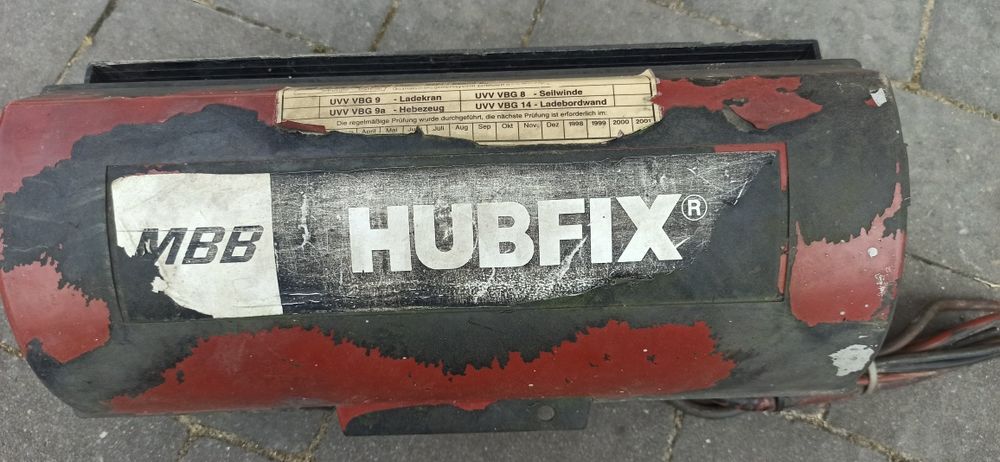 UVV VBG 9 - Ladekran UVV VBG 8 - Seilwinde
UVV VBG 9a - Hebezeug UVV VBG 14 - Ladebordwand
Die regelmäßige Prüfung wurde durchgeführt, die nächste Prüfung ist erforderlich im:
April Mai Juli Aug Sep Okt Nov. Dez 1998 1999 2000 2001
MBB HUBFIX®